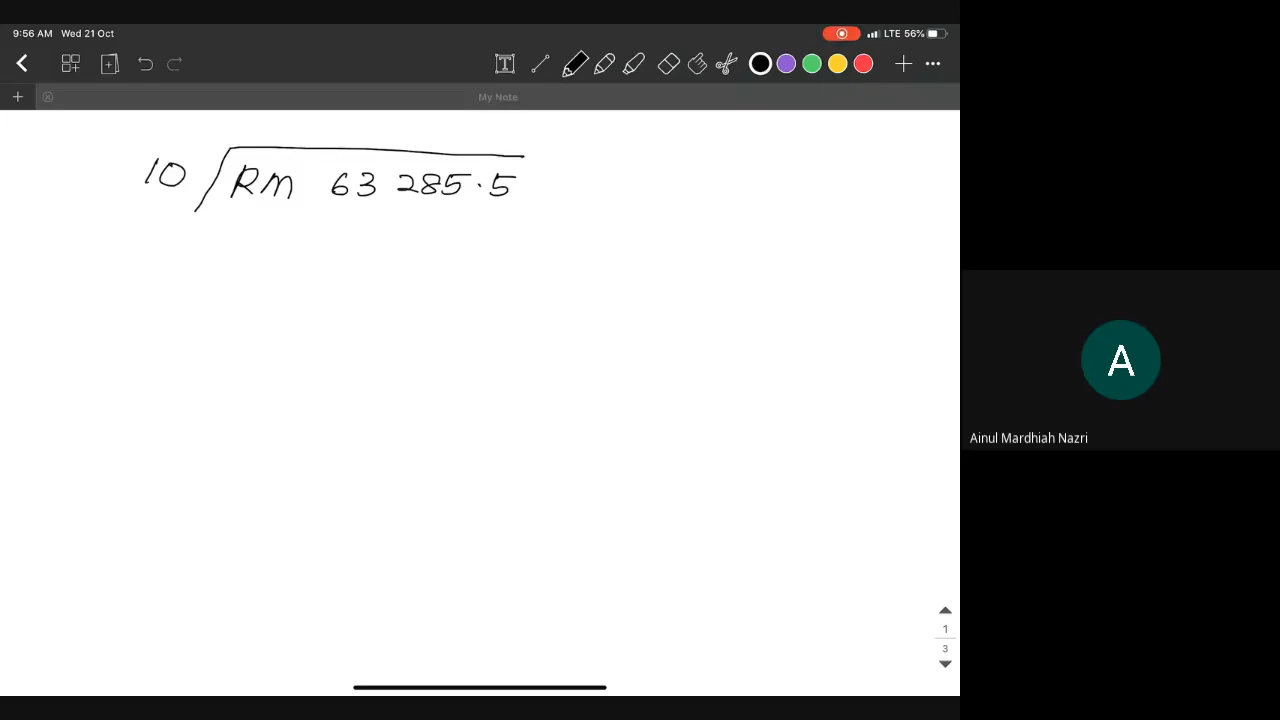 9:56 AM Wed 21 Oct
LTE 56%
T
My Note
10 RM 63 285.5
A
Ainul Mardhiah Nazri
1
3